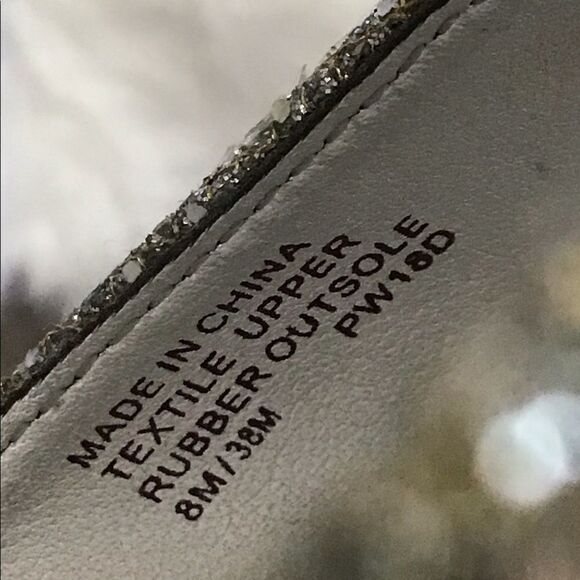 MADE IN CHINA
TEXTILE UPPER
RUBBER OUTSOLE
8M/38M PW18D